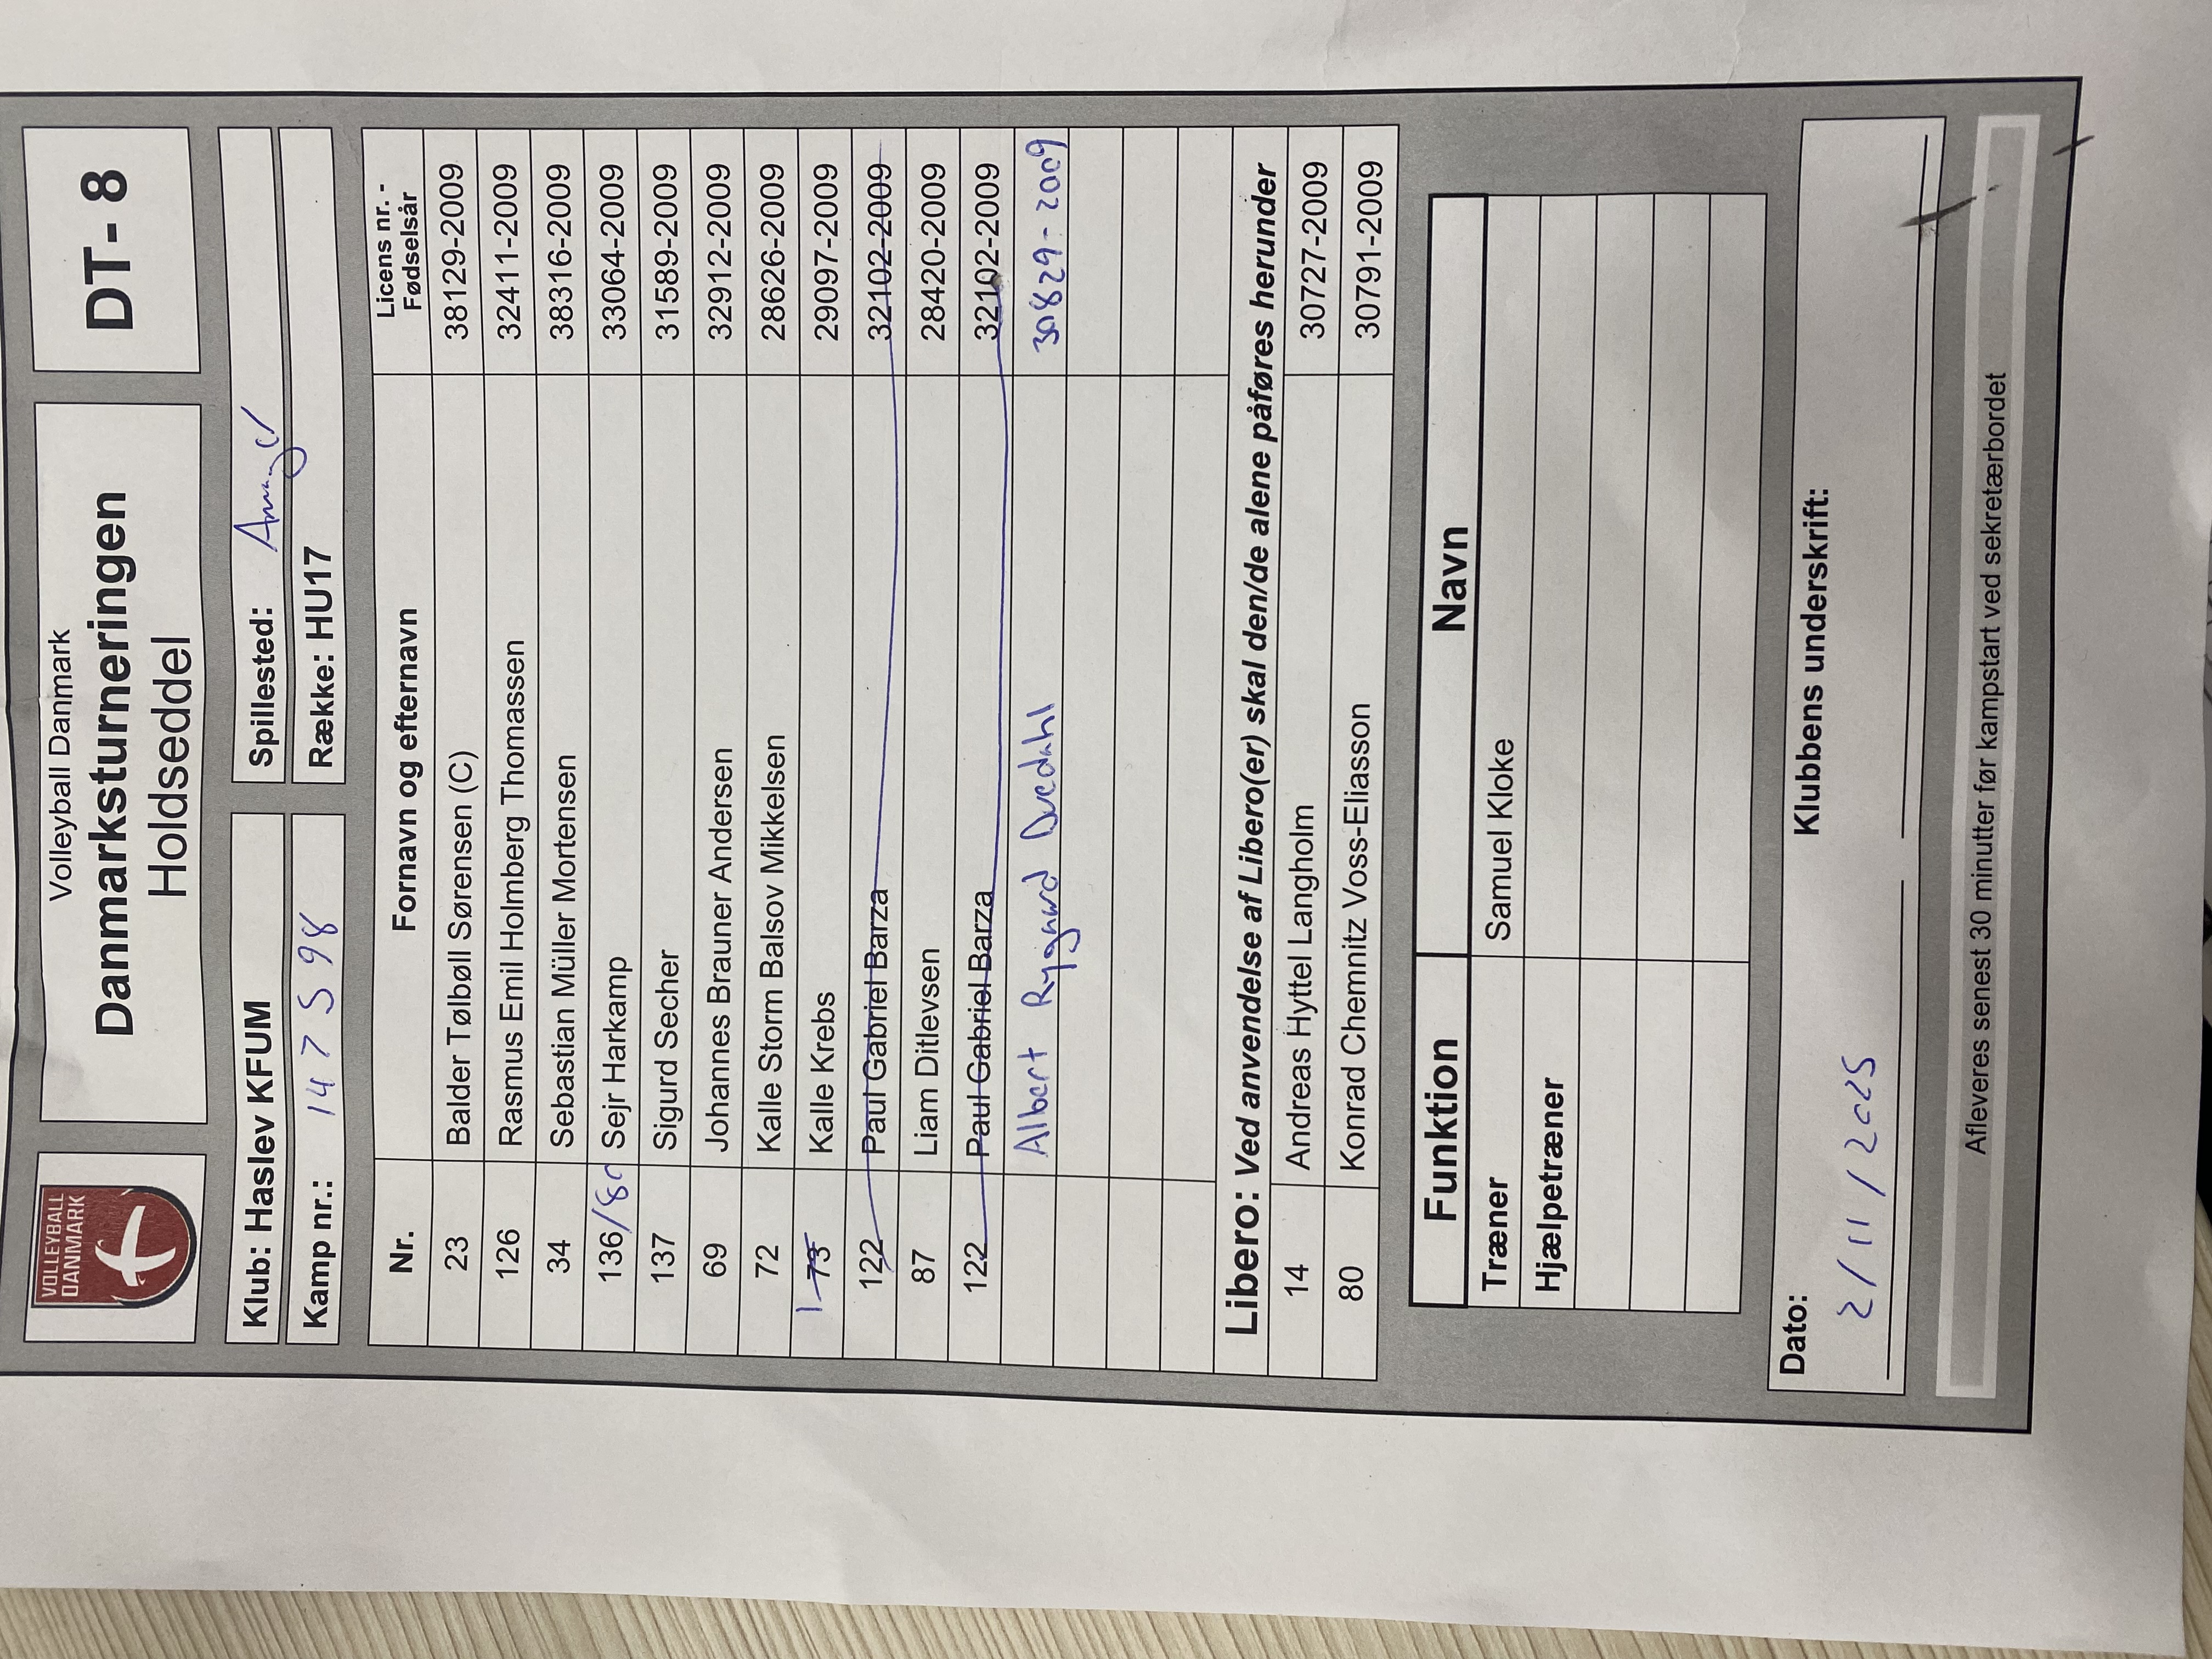 VOLLEYBALL
DANMARK
Volleyball Danmark
Danmarksturneringen
Holdseddel
DT- 8
Klub: Haslev KFUM
Spillested: Amager
Kamp nr.: 147598
Række: HU17
Nr. Fornavn og efternavn Licens nr. - Fødselsår
23 Balder Tølbøll Sørensen (C) 38129-2009
126 Rasmus Emil Holmberg Thomassen 32411-2009
34 Sebastian Müller Mortensen 38316-2009
136/80 Sejr Harkamp 33064-2009
137 Sigurd Secher 31589-2009
69 Johannes Brauner Andersen 32912-2009
72 Kalle Storm Balsov Mikkelsen 28626-2009
1 73 Kalle Krebs 29097-2009
122 Paul Gabriel Barza 32102-2009
87 Liam Ditlevsen 28420-2009
122 Paul Gabriel Barza 32102-2009
Albert Rygaard 30829-2009
Libero: Ved anvendelse af Libero(er) skal den/de alene påføres herunder
14 Andreas Hyttel Langholm 30727-2009
80 Konrad Chemnitz Voss-Eliasson 30791-2009
Funktion Navn
Træner Samuel Kloke
Hjælpetræner
Dato: Klubbens underskrift:
2/11/2025
Afleveres senest 30 minutter før kampstart ved sekretærbordet